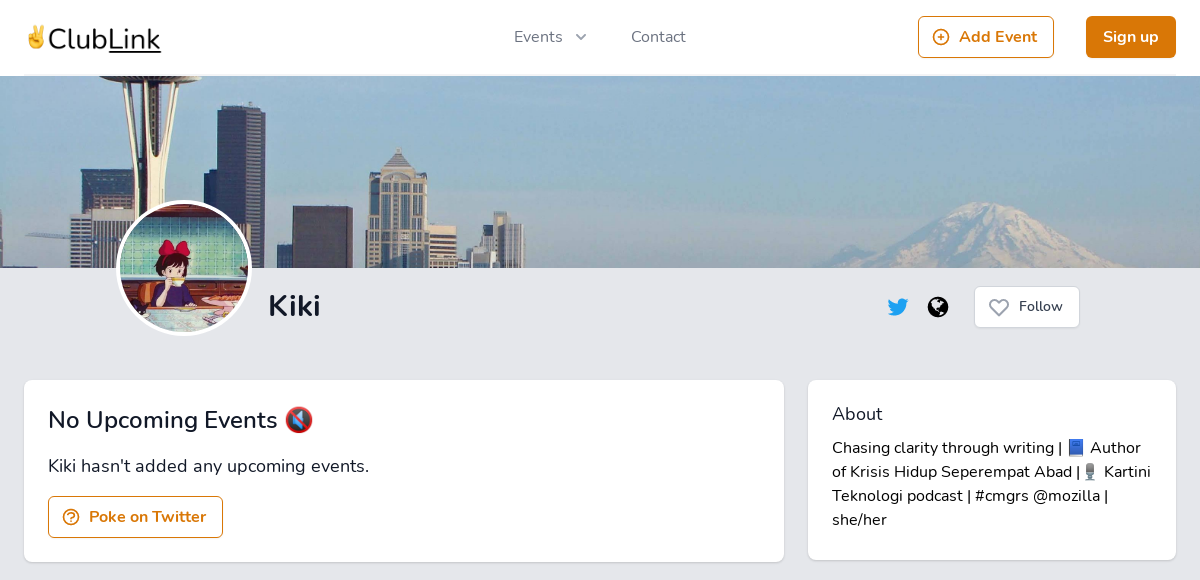 ✌️ClubLink
Events
Contact
Add Event
Sign up
Kiki
Follow
No Upcoming Events 🔇
Kiki hasn't added any upcoming events.
Poke on Twitter
About
Chasing clarity through writing | 📘 Author
of Krisis Hidup Seperempat Abad |🎙️ Kartini
Teknologi podcast | #cmgrs @mozilla |
she/her